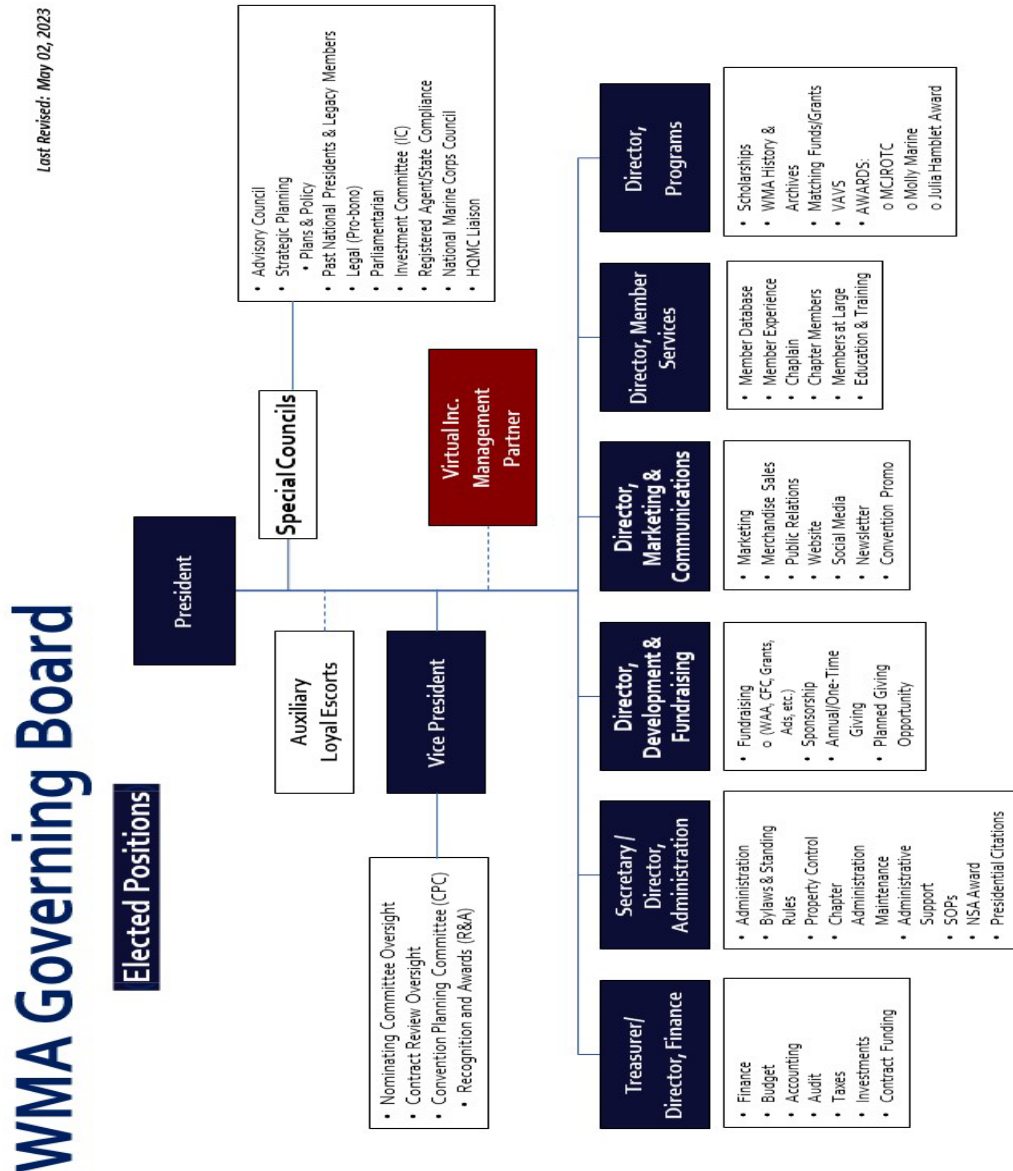 WMA Governing Board
Last Revised: May 02, 2023
Elected Positions
President
Special Councils
• Advisory Council
• Strategic Planning
• Plans & Policy
• Past National Presidents & Legacy Members
• Legal (Pro-bono)
• Parliamentarian
• Investment Committee (IC)
• Registered Agent/State Compliance
• National Marine Corps Council
• HQMC Liaison
Auxiliary
Loyal Escorts
Vice President
• Nominating Committee Oversight
• Contract Review Oversight
• Convention Planning Committee (CPC)
• Recognition and Awards (R&A)
Virtual Inc.
Management
Partner
Treasurer/
Director, Finance
• Finance
• Budget
• Accounting
• Audit
• Taxes
• Investments
• Contract Funding
Secretary /
Director,
Administration
• Administration
• Bylaws & Standing
Rules
• Property Control
• Chapter
Administration
Maintenance
• Administrative
Support
• SOPs
• NSA Award
• Presidential Citations
Director,
Development &
Fundraising
• Fundraising
o (WAA, CFC, Grants,
Ads, etc.)
• Sponsorship
• Annual/One-Time
Giving
• Planned Giving
Opportunity
Director,
Marketing &
Communications
• Marketing
• Merchandise Sales
• Public Relations
• Website
• Social Media
• Newsletter
• Convention Promo
Director, Member
Services
• Member Database
• Member Experience
• Chaplain
• Chapter Members
• Members at Large
• Education & Training
Director,
Programs
• Scholarships
• WMA History &
Archives
• Matching Funds/Grants
• VAVS
• AWARDS:
o MCJROTC
o Molly Marine
o Julia Hamblet Award